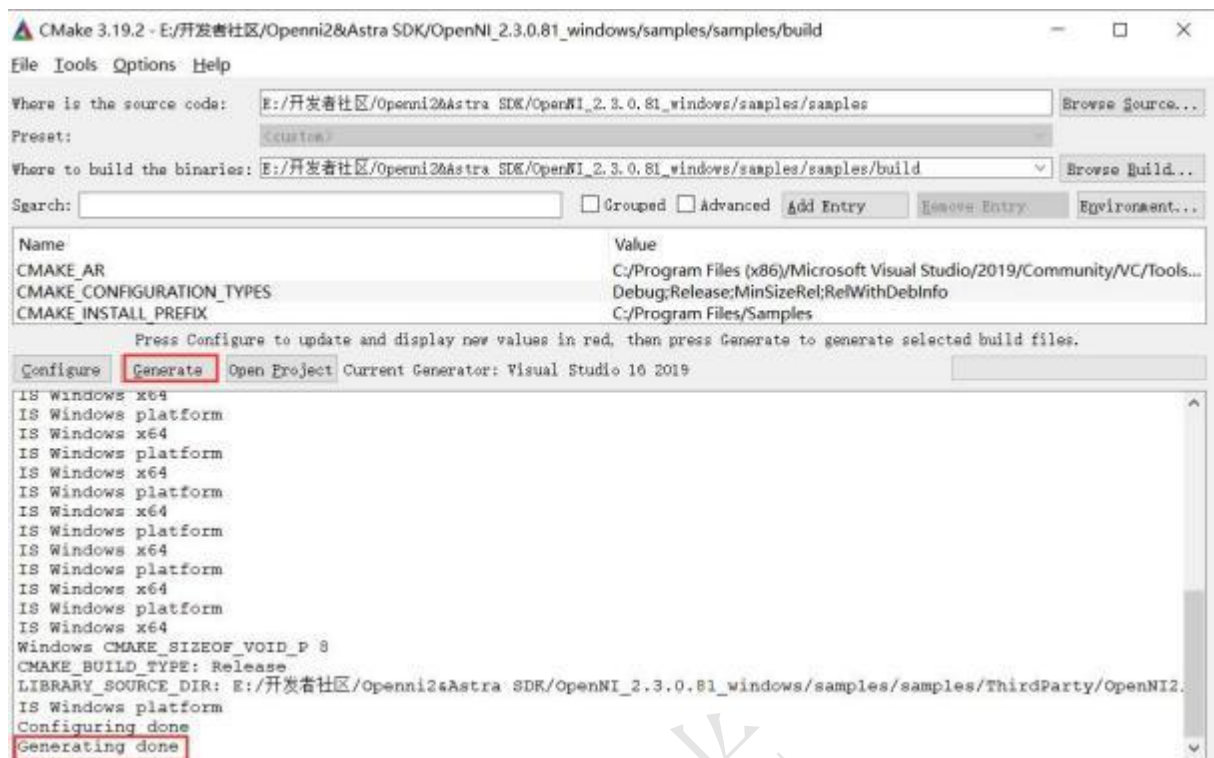 CMake 3.19.2 - E:/开发者社区/Openni2&Astra SDK/OpenNI_2.3.0.81_windows/samples/samples/build
File Tools Options Help
Where is the source code: E:/开发者社区/Openni2&Astra SDK/OpenNI_2.3.0.81_windows/samples/samples Browse Source...
Preset: <custom>
Where to build the binaries: E:/开发者社区/Openni2&Astra SDK/OpenNI_2.3.0.81_windows/samples/samples/build Browse Build...
Search: Grouped Advanced Add Entry Remove Entry Environment...
Name Value
CMAKE_AR C:/Program Files (x86)/Microsoft Visual Studio/2019/Community/VC/Tools...
CMAKE_CONFIGURATION_TYPES Debug;Release;MinSizeRel;RelWithDebInfo
CMAKE_INSTALL_PREFIX C:/Program Files/Samples
Press Configure to update and display new values in red, then press Generate to generate selected build files.
Configure Generate Open Project Current Generator: Visual Studio 16 2019
IS Windows x64
IS Windows platform
IS Windows x64
IS Windows platform
IS Windows x64
IS Windows platform
IS Windows x64
IS Windows platform
IS Windows x64
IS Windows platform
IS Windows x64
IS Windows platform
IS Windows x64
Windows CMAKE_SIZEOF_VOID_P 8
CMAKE_BUILD_TYPE: Release
LIBRARY_SOURCE_DIR: E:/开发者社区/Openni2&Astra SDK/OpenNI_2.3.0.81_windows/samples/samples/ThirdParty/OpenNI2.
IS Windows platform
Configuring done
Generating done